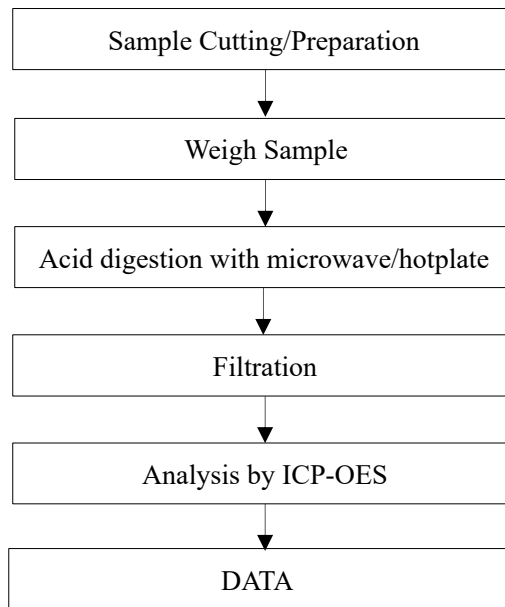 Sample Cutting/Preparation
Weigh Sample
Acid digestion with microwave/hotplate
Filtration
Analysis by ICP-OES
DATA